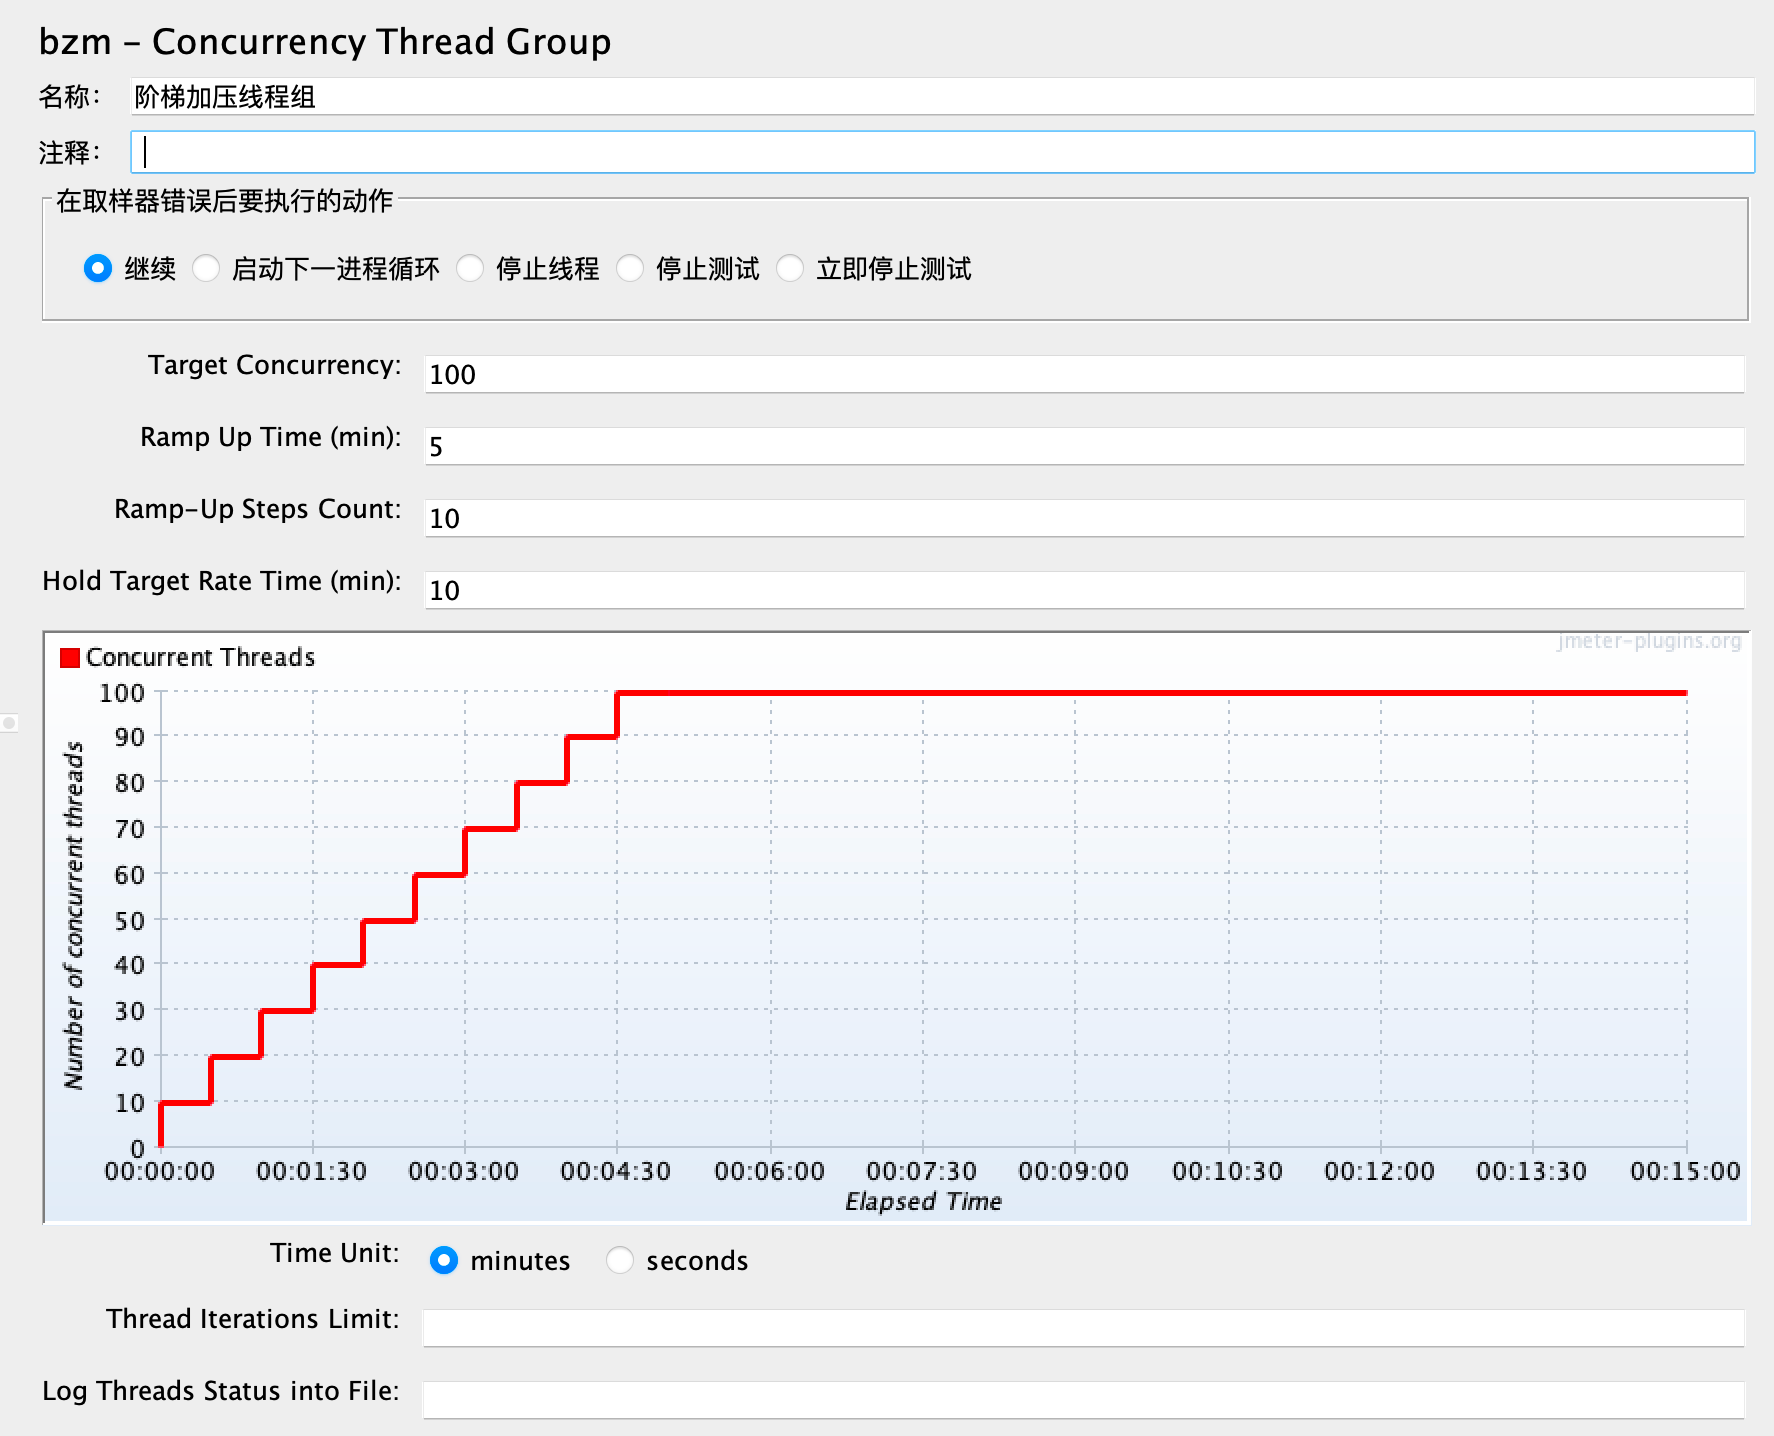 bzm - Concurrency Thread Group
名称： 阶梯加压线程组
注释：
在取样器错误后要执行的动作
继续 启动下一进程循环 停止线程 停止测试 立即停止测试
Target Concurrency: 100
Ramp Up Time (min): 5
Ramp-Up Steps Count: 10
Hold Target Rate Time (min): 10
jmeter-plugins.org
Concurrent Threads
100
90
80
70
60
50
40
30
20
10
0
Number of concurrent threads
00:00:00 00:01:30 00:03:00 00:04:30 00:06:00 00:07:30 00:09:00 00:10:30 00:12:00 00:13:30 00:15:00
Elapsed Time
Time Unit: minutes seconds
Thread Iterations Limit:
Log Threads Status into File: